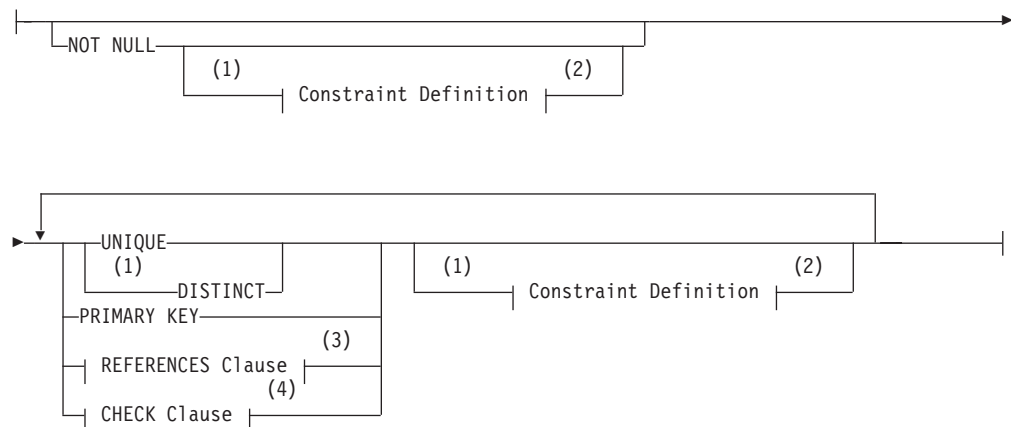 NOT NULL
(1) (2)
Constraint Definition
UNIQUE
(1) (1) (2)
DISTINCT Constraint Definition
PRIMARY KEY
(3)
REFERENCES Clause
(4)
CHECK Clause